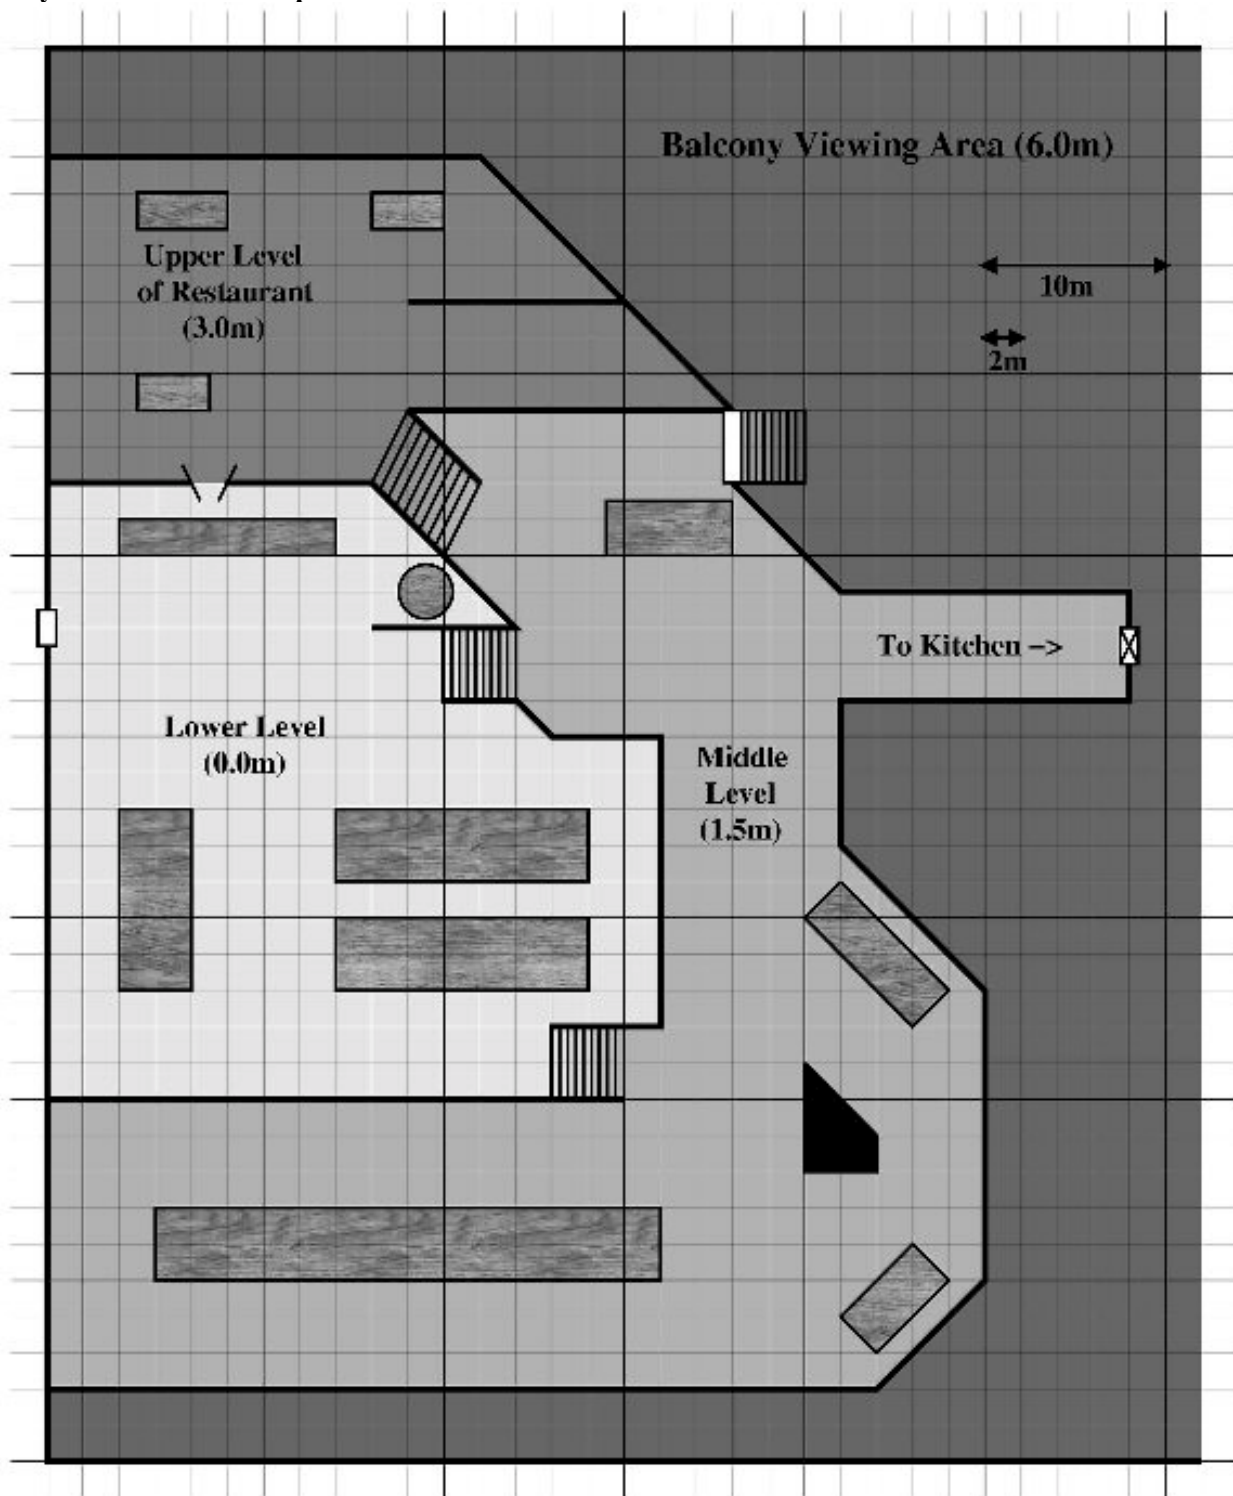 Balcony Viewing Area (6.0m)
Upper Level
of Restaurant
(3.0m)
10m
2m
To Kitchen –>
Lower Level
(0.0m)
Middle
Level
(1.5m)